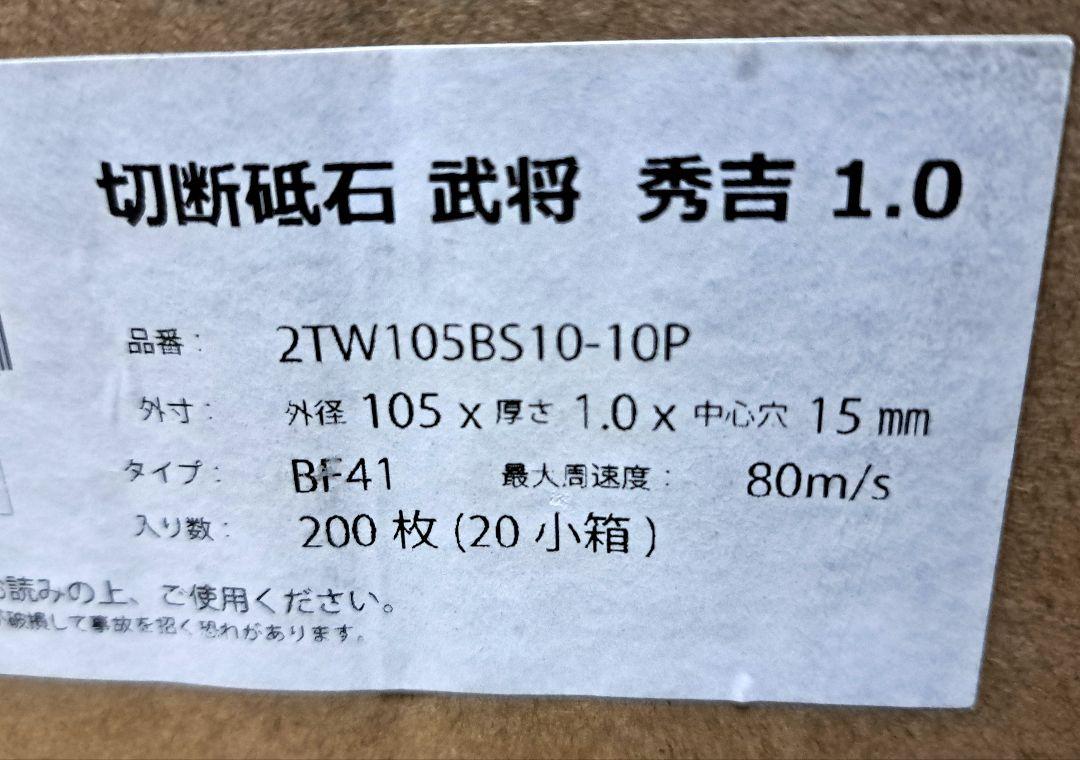 切断砥石 武将 秀吉 1.0
品番: 2TW105BS10-10P
外寸: 外径 105 x 厚さ 1.0 x 中心穴 15 mm
タイプ: BF41 最大周速度: 80m/s
入り数: 200 枚 (20 小箱)
読みの上、ご使用ください。
破損して事故を招く恐れがあります。